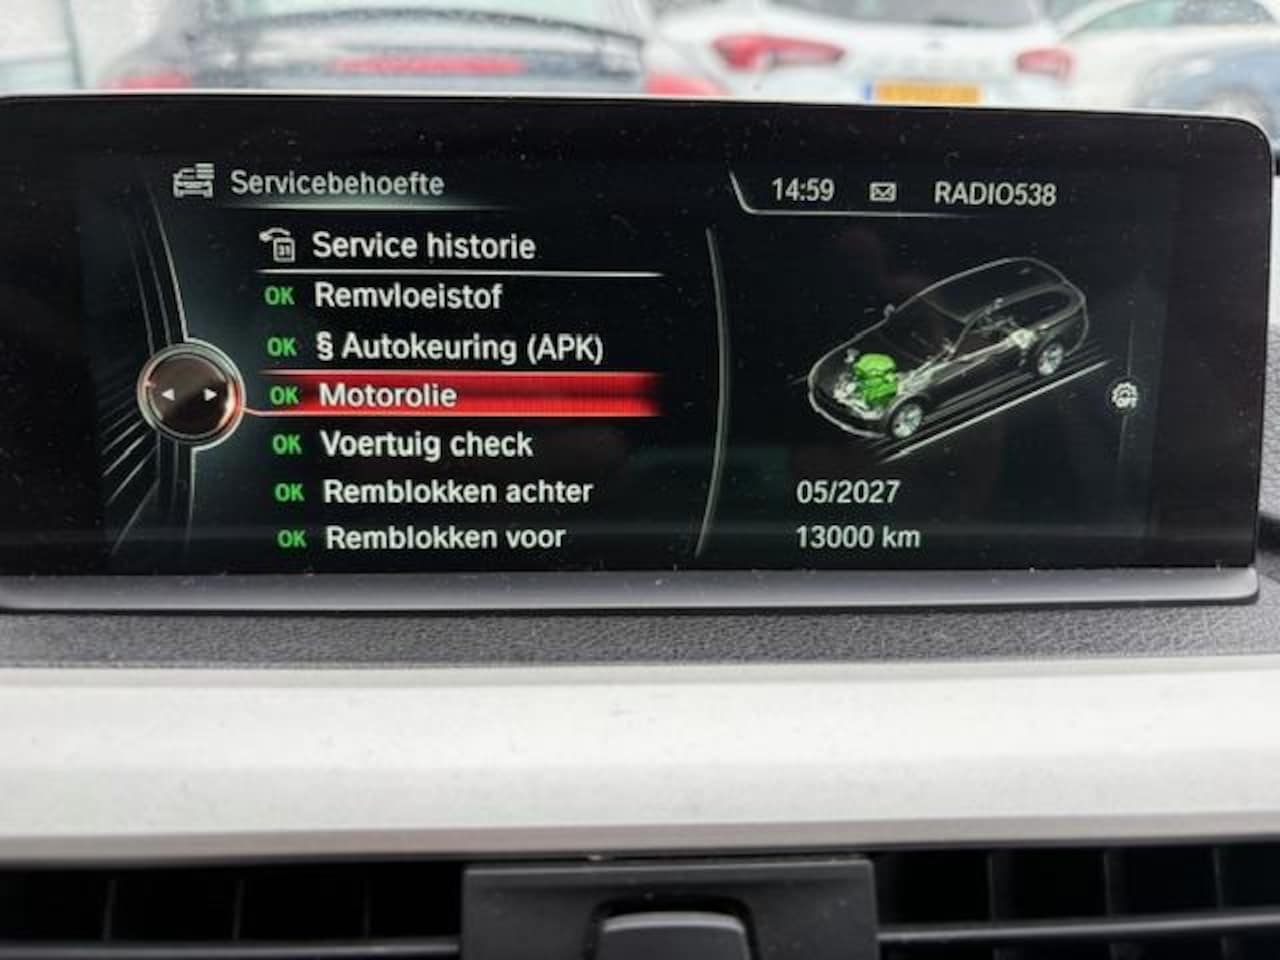 Servicebehoefte
14:59 RADIO538
Service historie
OK Remvloeistof
OK § Autokeuring (APK)
OK Motorolie
OK Voertuig check
OK Remblokken achter
OK Remblokken voor
05/2027
13000 km